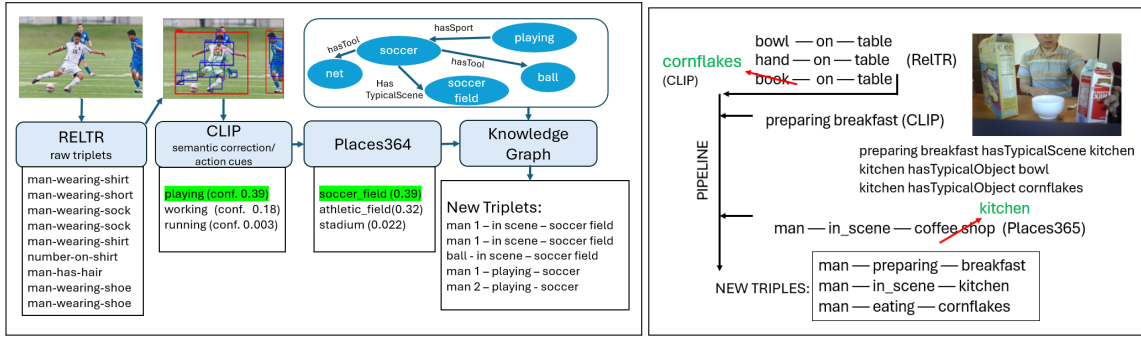 hasSport
playing
hasTool
soccer
hasTool
net
Has
TypicalScene
soccer
field
ball
RELTR
raw triplets
CLIP
semantic correction/
action cues
Places364
Knowledge
Graph
man-wearing-shirt
man-wearing-short
man-wearing-sock
man-wearing-sock
man-wearing-shirt
number-on-shirt
man-has-hair
man-wearing-shoe
man-wearing-shoe
playing (conf. 0.39)
working (conf. 0.18)
running (conf. 0.003)
soccer_field (0.39)
athletic_field(0.32)
stadium (0.022)
New Triplets:
man 1 – in scene – soccer field
man 1 – in scene – soccer field
ball - in scene – soccer field
man 1 – playing – soccer
man 2 – playing - soccer
bowl — on — table
hand — on — table (RelTR)
book — on — table
cornflakes
(CLIP)
preparing breakfast (CLIP)
PIPELINE
preparing breakfast hasTypicalScene kitchen
kitchen hasTypicalObject bowl
kitchen hasTypicalObject cornflakes
kitchen
man — in_scene — coffee shop (Places365)
NEW TRIPLES:
man — preparing — breakfast
man — in_scene — kitchen
man — eating — cornflakes